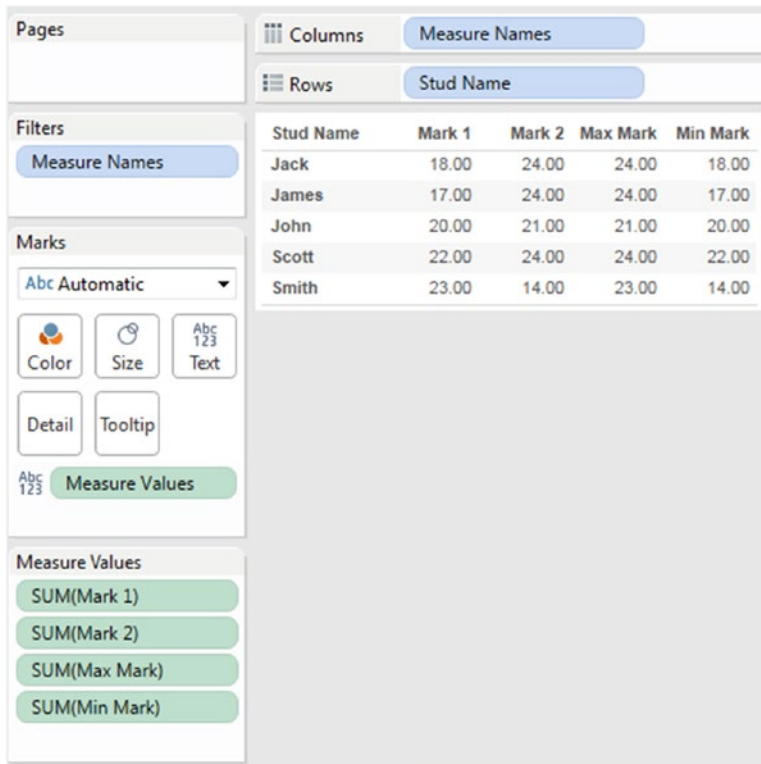 Pages
Columns Measure Names
Rows Stud Name
Filters
Measure Names
Marks
Abc Automatic
Color Size Abc 123 Text
Detail Tooltip
Abc 123 Measure Values
Measure Values
SUM(Mark 1)
SUM(Mark 2)
SUM(Max Mark)
SUM(Min Mark)
Stud Name Mark 1 Mark 2 Max Mark Min Mark
Jack 18.00 24.00 24.00 18.00
James 17.00 24.00 24.00 17.00
John 20.00 21.00 21.00 20.00
Scott 22.00 24.00 24.00 22.00
Smith 23.00 14.00 23.00 14.00